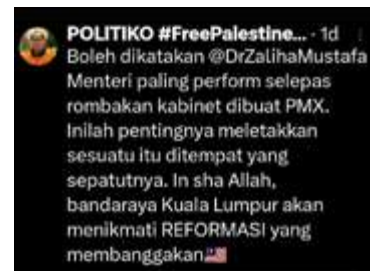 POLITIKO #FreePalestine... · 1d
Boleh dikatakan @DrZalihaMustafa
Menteri paling perform selepas
rombakan kabinet dibuat PMX.
Inilah pentingnya meletakkan
sesuatu itu ditempat yang
sepatutnya. In sha Allah,
bandaraya Kuala Lumpur akan
menikmati REFORMASI yang
membanggakan🇲🇾